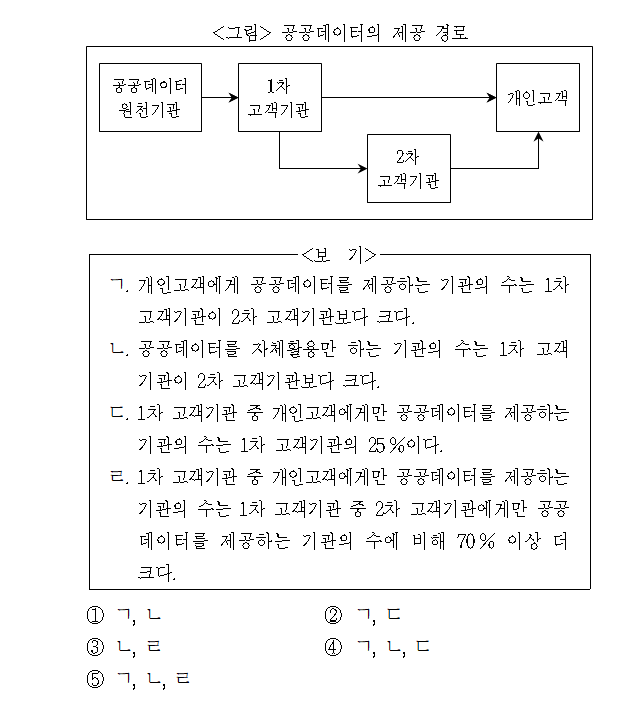 <그림> 공공데이터의 제공 경로
공공데이터
원천기관
1차
고객기관
개인고객
2차
고객기관
<보 기>
ㄱ. 개인고객에게 공공데이터를 제공하는 기관의 수는 1차
고객기관이 2차 고객기관보다 크다.
ㄴ. 공공데이터를 자체활용만 하는 기관의 수는 1차 고객
기관이 2차 고객기관보다 크다.
ㄷ. 1차 고객기관 중 개인고객에게만 공공데이터를 제공하는
기관의 수는 1차 고객기관의 25%이다.
ㄹ. 1차 고객기관 중 개인고객에게만 공공데이터를 제공하는
기관의 수는 1차 고객기관 중 2차 고객기관에게만 공공
데이터를 제공하는 기관의 수에 비해 70% 이상 더
크다.
① ㄱ, ㄴ ② ㄱ, ㄷ
③ ㄴ, ㄹ ④ ㄱ, ㄴ, ㄷ
⑤ ㄱ, ㄴ, ㄹ